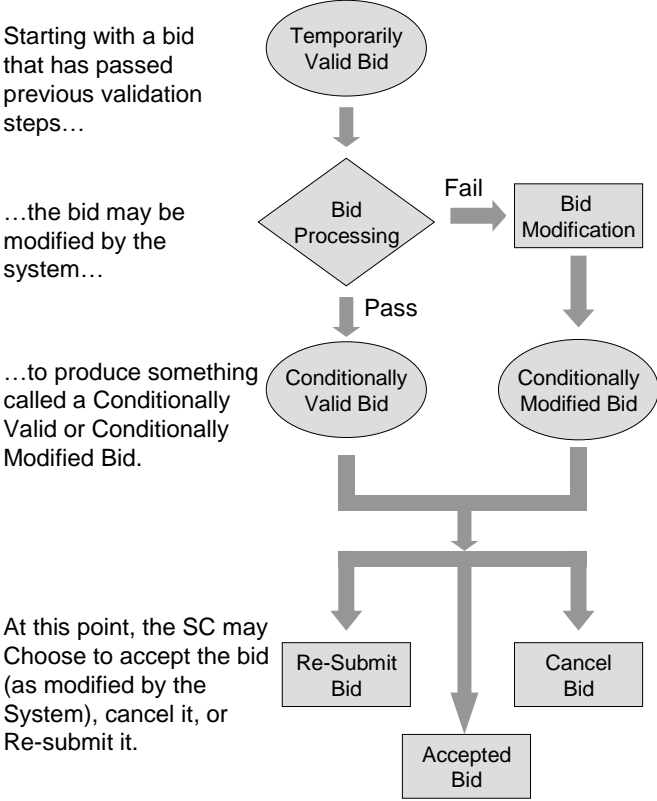 Starting with a bid
that has passed
previous validation
steps…
Temporarily
Valid Bid
…the bid may be
modified by the
system…
Bid
Processing
Fail
Bid
Modification
Pass
…to produce something
called a Conditionally
Valid or Conditionally
Modified Bid.
Conditionally
Valid Bid
Conditionally
Modified Bid
At this point, the SC may
Choose to accept the bid
(as modified by the
System), cancel it, or
Re-submit it.
Re-Submit
Bid
Cancel
Bid
Accepted
Bid